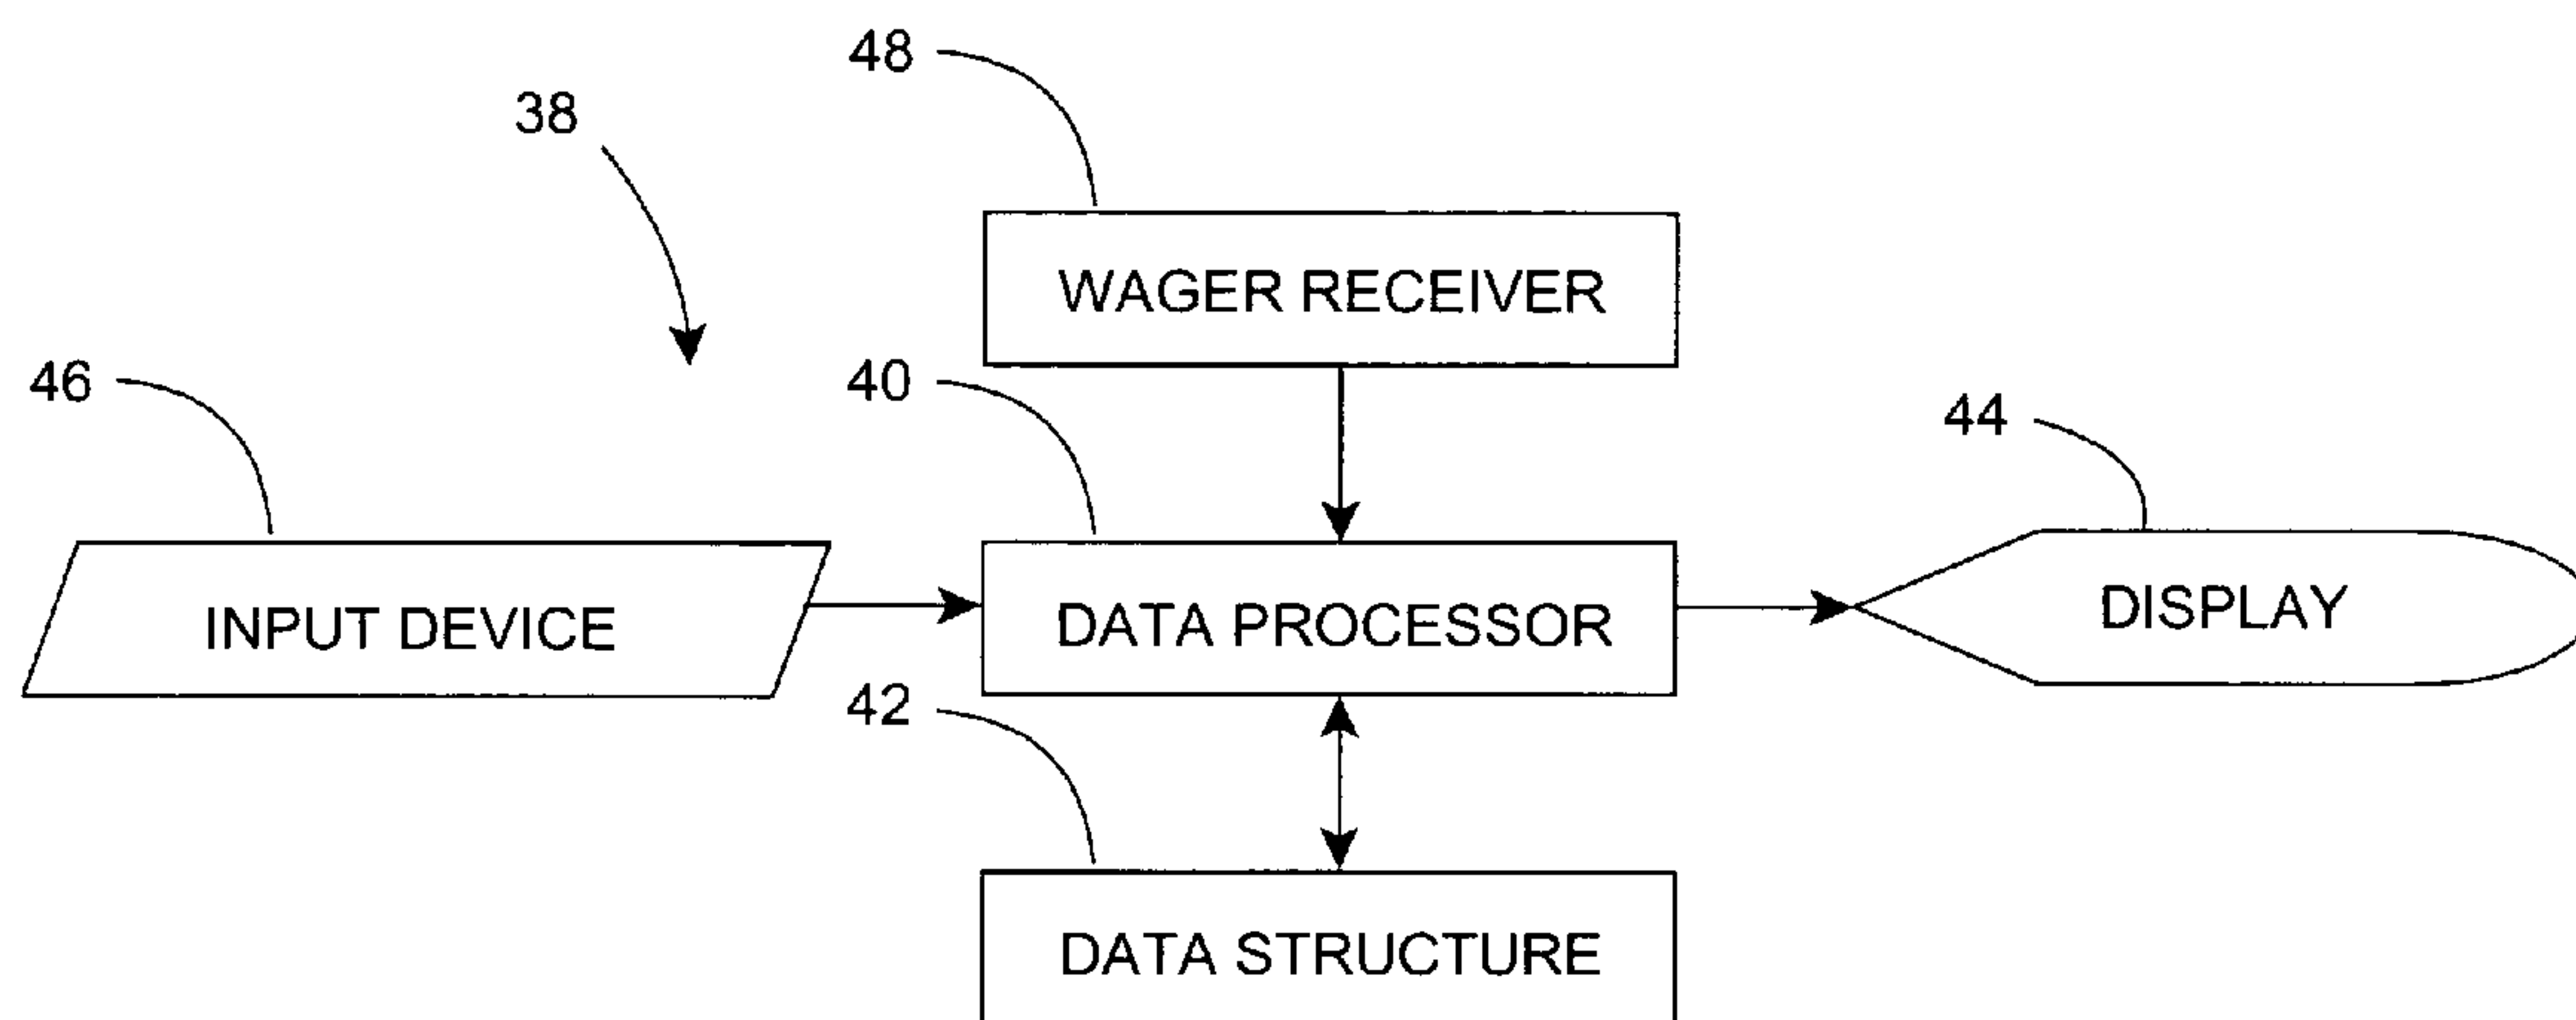 48
38
WAGER RECEIVER
46
40
44
INPUT DEVICE
DATA PROCESSOR
DISPLAY
42
DATA STRUCTURE